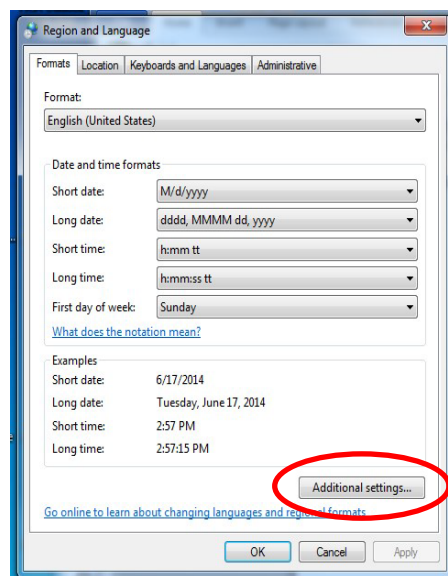 Region and Language
Formats Location Keyboards and Languages Administrative
Format:
English (United States)
Date and time formats
Short date: M/d/yyyy
Long date: dddd, MMMM dd, yyyy
Short time: h:mm tt
Long time: h:mm:ss tt
First day of week: Sunday
What does the notation mean?
Examples
Short date: 6/17/2014
Long date: Tuesday, June 17, 2014
Short time: 2:57 PM
Long time: 2:57:15 PM
Additional settings...
Go online to learn about changing languages and regional formats
OK Cancel Apply